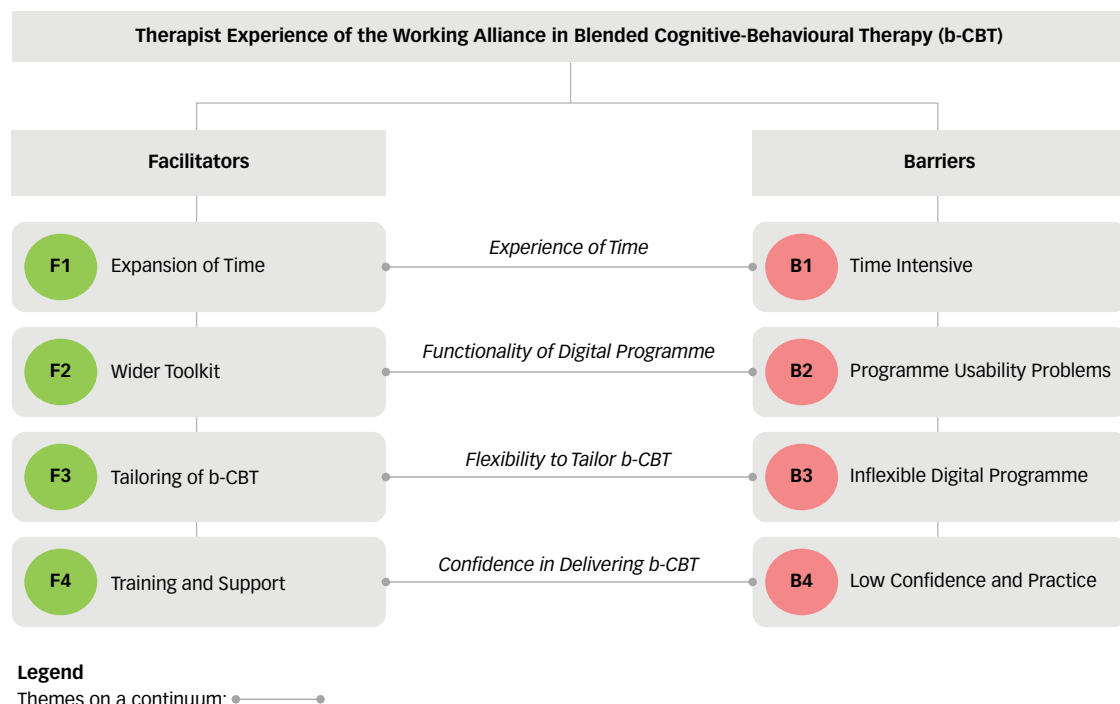 Therapist Experience of the Working Alliance in Blended Cognitive-Behavioural Therapy (b-CBT)
Facilitators
Barriers
F1 Expansion of Time
Experience of Time
B1 Time Intensive
F2 Wider Toolkit
Functionality of Digital Programme
B2 Programme Usability Problems
F3 Tailoring of b-CBT
Flexibility to Tailor b-CBT
B3 Inflexible Digital Programme
F4 Training and Support
Confidence in Delivering b-CBT
B4 Low Confidence and Practice
Legend
Themes on a continuum: